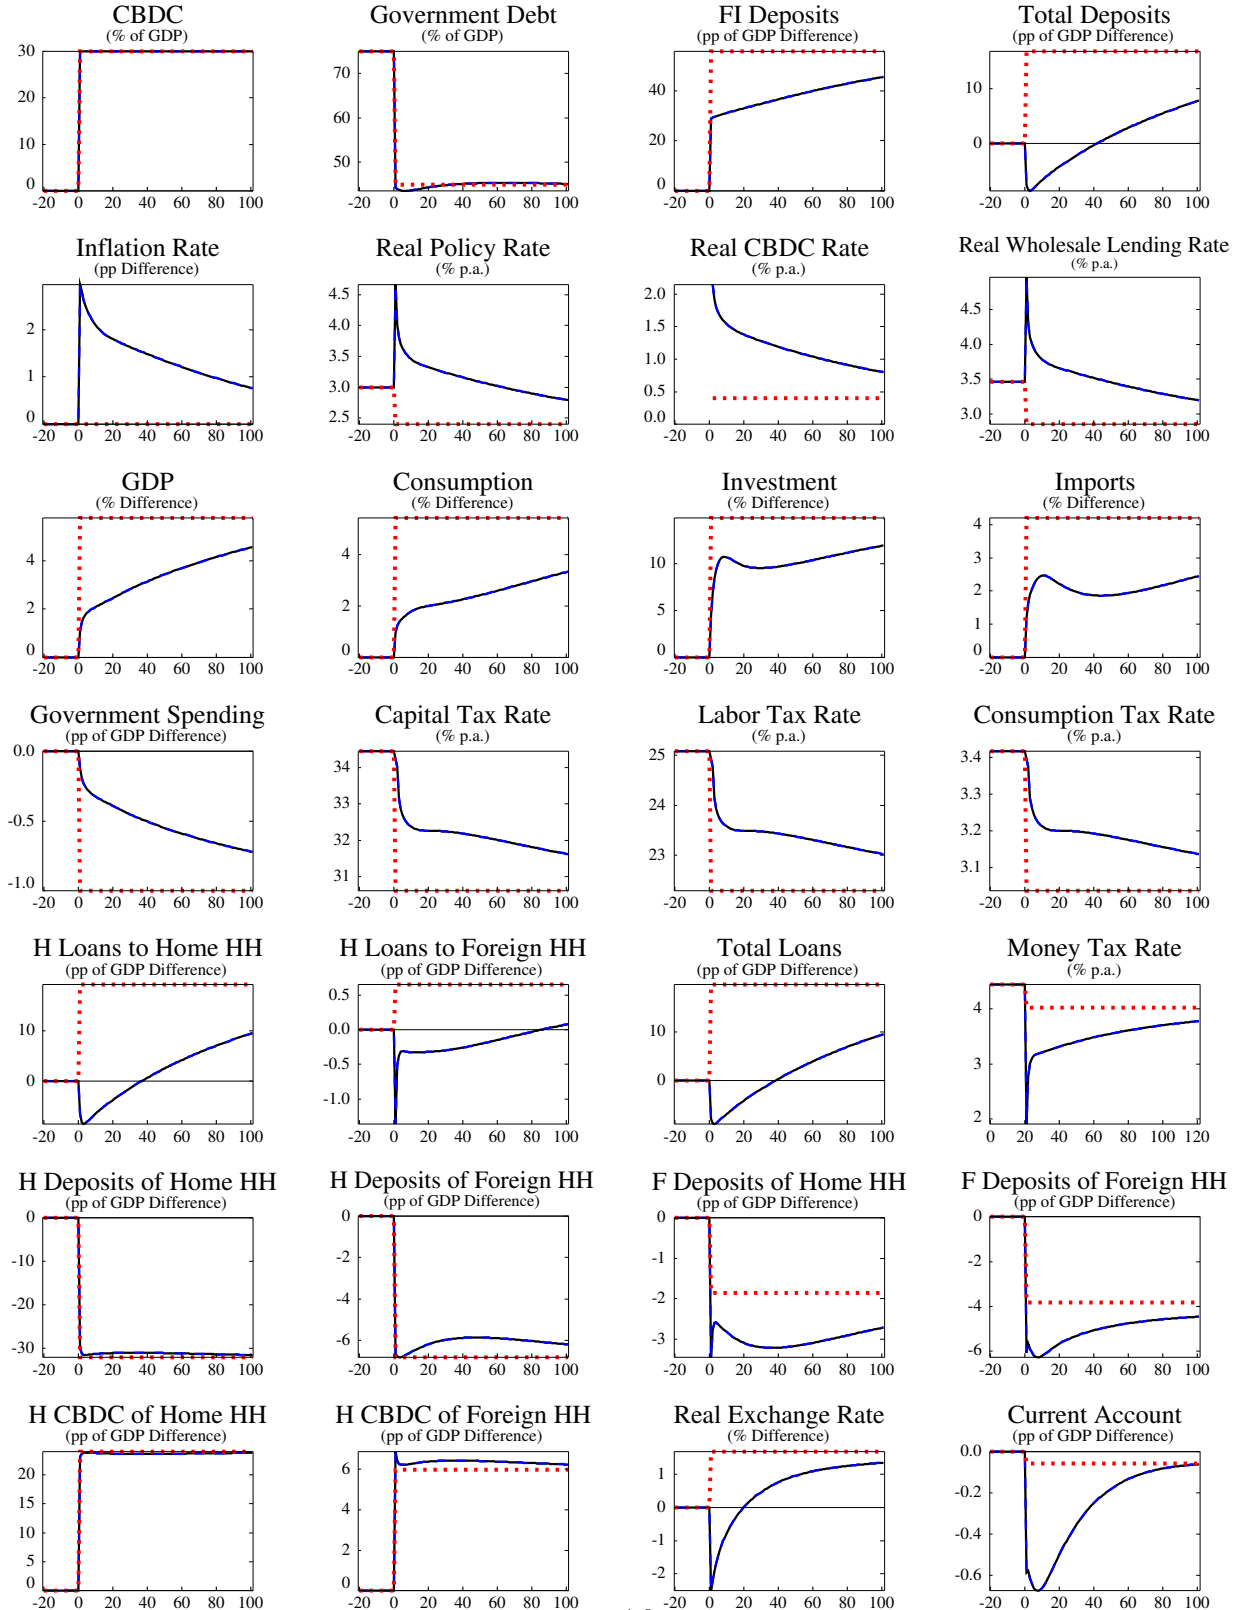 CBDC
(% of GDP)
30
20
10
0
-20 0 20 40 60 80 100
Government Debt
(% of GDP)
70
60
50
-20 0 20 40 60 80 100
FI Deposits
(pp of GDP Difference)
40
20
0
-20 0 20 40 60 80 100
Total Deposits
(pp of GDP Difference)
10
0
-20 0 20 40 60 80 100
Inflation Rate
(pp Difference)
2
1
0
-20 0 20 40 60 80 100
Real Policy Rate
(% p.a.)
4.5
4.0
3.5
3.0
2.5
-20 0 20 40 60 80 100
Real CBDC Rate
(% p.a.)
2.0
1.5
1.0
0.5
0.0
-20 0 20 40 60 80 100
Real Wholesale Lending Rate
(% p.a.)
4.5
4.0
3.5
3.0
-20 0 20 40 60 80 100
GDP
(% Difference)
4
2
0
-20 0 20 40 60 80 100
Consumption
(% Difference)
4
2
0
-20 0 20 40 60 80 100
Investment
(% Difference)
10
5
0
-20 0 20 40 60 80 100
Imports
(% Difference)
4
3
2
1
0
-20 0 20 40 60 80 100
Government Spending
(pp of GDP Difference)
0.0
-0.5
-1.0
-20 0 20 40 60 80 100
Capital Tax Rate
(% p.a.)
34
33
32
31
-20 0 20 40 60 80 100
Labor Tax Rate
(% p.a.)
25
24
23
-20 0 20 40 60 80 100
Consumption Tax Rate
(% p.a.)
3.4
3.3
3.2
3.1
-20 0 20 40 60 80 100
H Loans to Home HH
(pp of GDP Difference)
10
0
-20 0 20 40 60 80 100
H Loans to Foreign HH
(pp of GDP Difference)
0.5
0.0
-0.5
-1.0
-20 0 20 40 60 80 100
Total Loans
(pp of GDP Difference)
10
0
-20 0 20 40 60 80 100
Money Tax Rate
(% p.a.)
4
3
2
0 20 40 60 80 100 120
H Deposits of Home HH
(pp of GDP Difference)
0
-10
-20
-30
-20 0 20 40 60 80 100
H Deposits of Foreign HH
(pp of GDP Difference)
0
-2
-4
-6
-20 0 20 40 60 80 100
F Deposits of Home HH
(pp of GDP Difference)
0
-1
-2
-3
-20 0 20 40 60 80 100
F Deposits of Foreign HH
(pp of GDP Difference)
0
-2
-4
-6
-20 0 20 40 60 80 100
H CBDC of Home HH
(pp of GDP Difference)
20
15
10
5
0
-20 0 20 40 60 80 100
H CBDC of Foreign HH
(pp of GDP Difference)
6
4
2
0
-20 0 20 40 60 80 100
Real Exchange Rate
(% Difference)
1
0
-1
-2
-20 0 20 40 60 80 100
Current Account
(pp of GDP Difference)
0.0
-0.2
-0.4
-0.6
-20 0 20 40 60 80 100